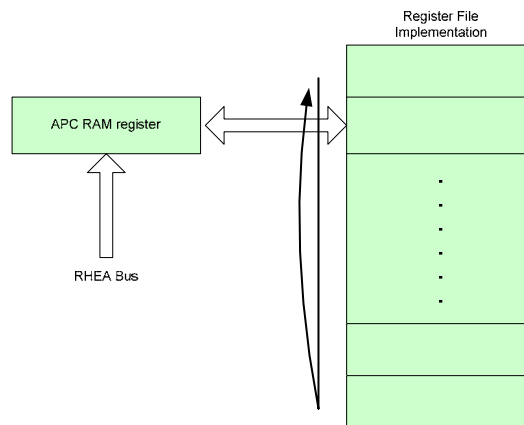 Register File
Implementation
APC RAM register
RHEA Bus